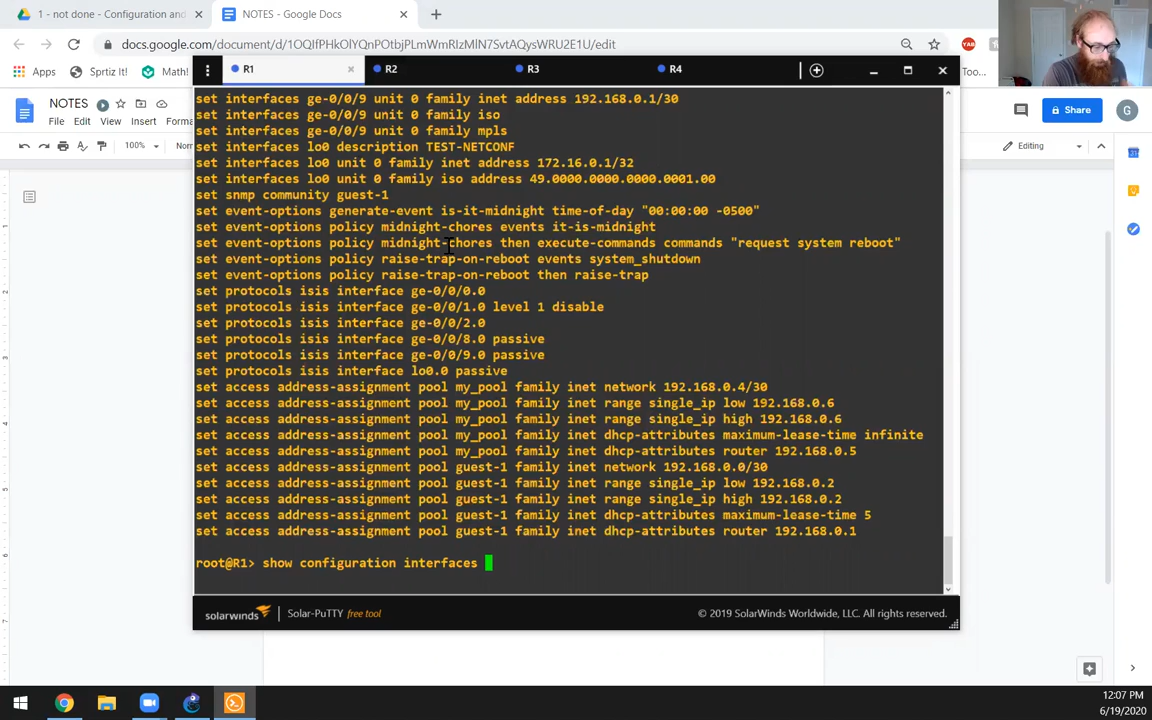 1 - not done - Configuration and
NOTES - Google Docs
docs.google.com/document/d/1OQIfPHkOlYQnPOtbjPLmWmRIzMlN7SvtAQysWRU2E1U/edit
Apps
Sprtiz It!
Math!
Too...
R1
R2
R3
R4
NOTES
File Edit View Insert Forma
Share
G
100%
Nor
Editing
set interfaces ge-0/0/9 unit 0 family inet address 192.168.0.1/30
set interfaces ge-0/0/9 unit 0 family iso
set interfaces ge-0/0/9 unit 0 family mpls
set interfaces lo0 description TEST-NETCONF
set interfaces lo0 unit 0 family inet address 172.16.0.1/32
set interfaces lo0 unit 0 family iso address 49.0000.0000.0000.0001.00
set snmp community guest-1
set event-options generate-event is-it-midnight time-of-day "00:00:00 -0500"
set event-options policy midnight-chores events it-is-midnight
set event-options policy midnight-chores then execute-commands commands "request system reboot"
set event-options policy raise-trap-on-reboot events system_shutdown
set event-options policy raise-trap-on-reboot then raise-trap
set protocols isis interface ge-0/0/0.0
set protocols isis interface ge-0/0/1.0 level 1 disable
set protocols isis interface ge-0/0/2.0
set protocols isis interface ge-0/0/8.0 passive
set protocols isis interface ge-0/0/9.0 passive
set protocols isis interface lo0.0 passive
set access address-assignment pool my_pool family inet network 192.168.0.4/30
set access address-assignment pool my_pool family inet range single_ip low 192.168.0.6
set access address-assignment pool my_pool family inet range single_ip high 192.168.0.6
set access address-assignment pool my_pool family inet dhcp-attributes maximum-lease-time infinite
set access address-assignment pool my_pool family inet dhcp-attributes router 192.168.0.5
set access address-assignment pool guest-1 family inet network 192.168.0.0/30
set access address-assignment pool guest-1 family inet range single_ip low 192.168.0.2
set access address-assignment pool guest-1 family inet range single_ip high 192.168.0.2
set access address-assignment pool guest-1 family inet dhcp-attributes maximum-lease-time 5
set access address-assignment pool guest-1 family inet dhcp-attributes router 192.168.0.1
root@R1> show configuration interfaces
solarwinds Solar-PuTTY free tool
© 2019 SolarWinds Worldwide, LLC. All rights reserved.
12:07 PM
6/19/2020